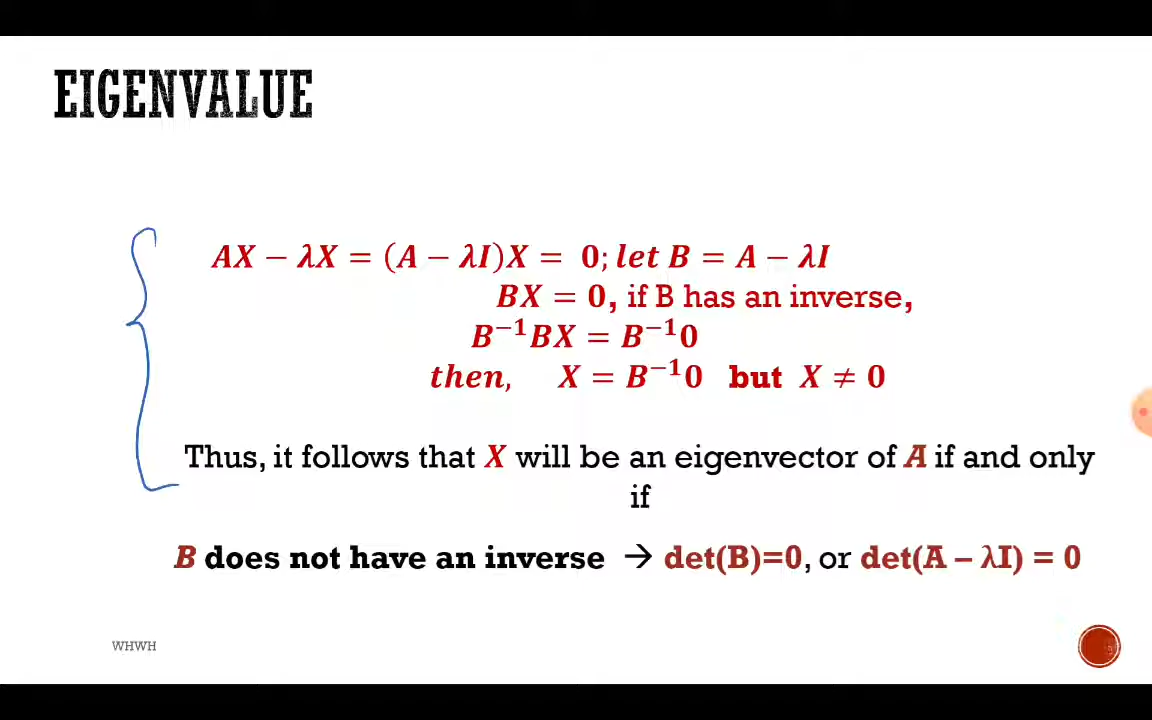 EIGENVALUE
AX − λX = (A − λI)X = 0; let B = A − λI
BX = 0, if B has an inverse,
B⁻¹BX = B⁻¹0
then, X = B⁻¹0 but X ≠ 0
Thus, it follows that X will be an eigenvector of A if and only
if
B does not have an inverse → det(B)=0, or det(A – λI) = 0
WHWH